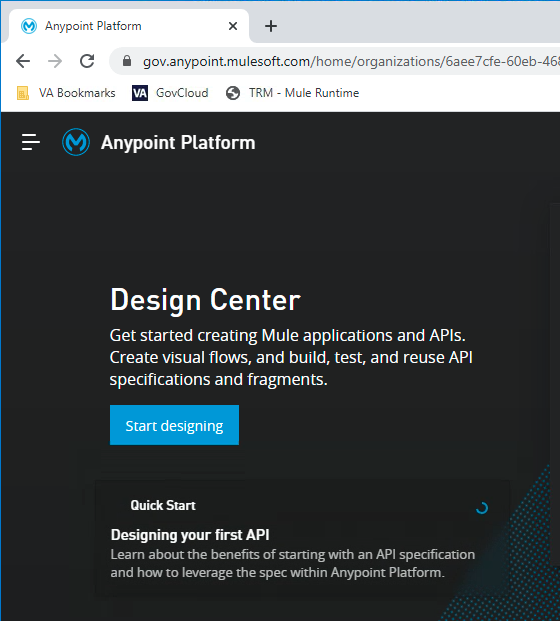 Anypoint Platform
gov.anypoint.mulesoft.com/home/organizations/6aee7cfe-60eb-468
VA Bookmarks VA GovCloud TRM - Mule Runtime
Anypoint Platform
Design Center
Get started creating Mule applications and APIs.
Create visual flows, and build, test, and reuse API
specifications and fragments.
Start designing
Quick Start
Designing your first API
Learn about the benefits of starting with an API specification
and how to leverage the spec within Anypoint Platform.